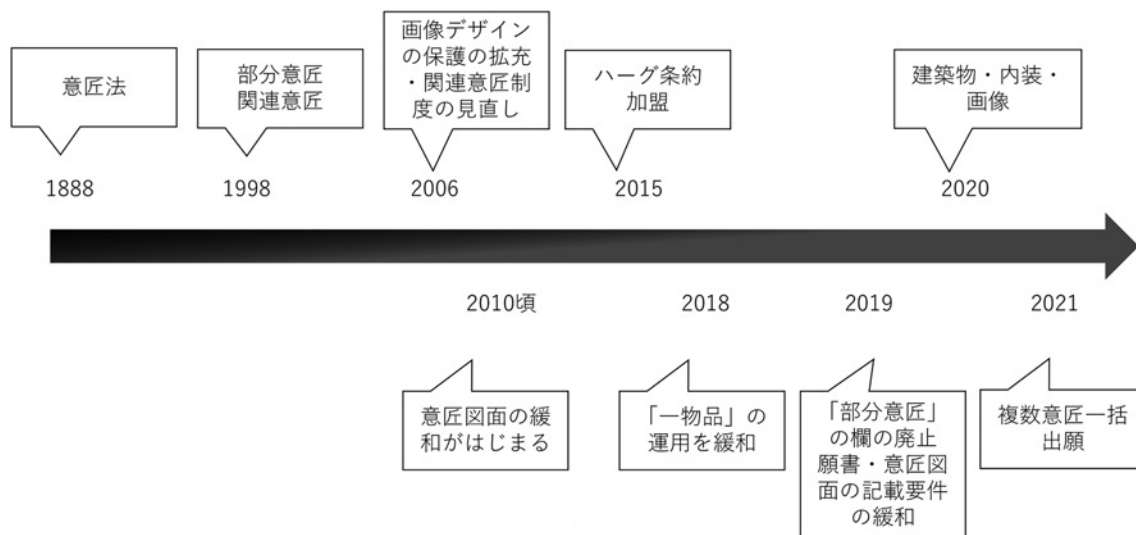 意匠法
部分意匠
関連意匠
画像デザイン
の保護の拡充
・関連意匠制
度の見直し
ハーグ条約
加盟
建築物・内装・
画像
1888
1998
2006
2015
2020
2010頃
2018
2019
2021
意匠図面の緩
和がはじまる
「一物品」の
運用を緩和
「部分意匠」
の欄の廃止
願書・意匠図
面の記載要件
の緩和
複数意匠一括
出願